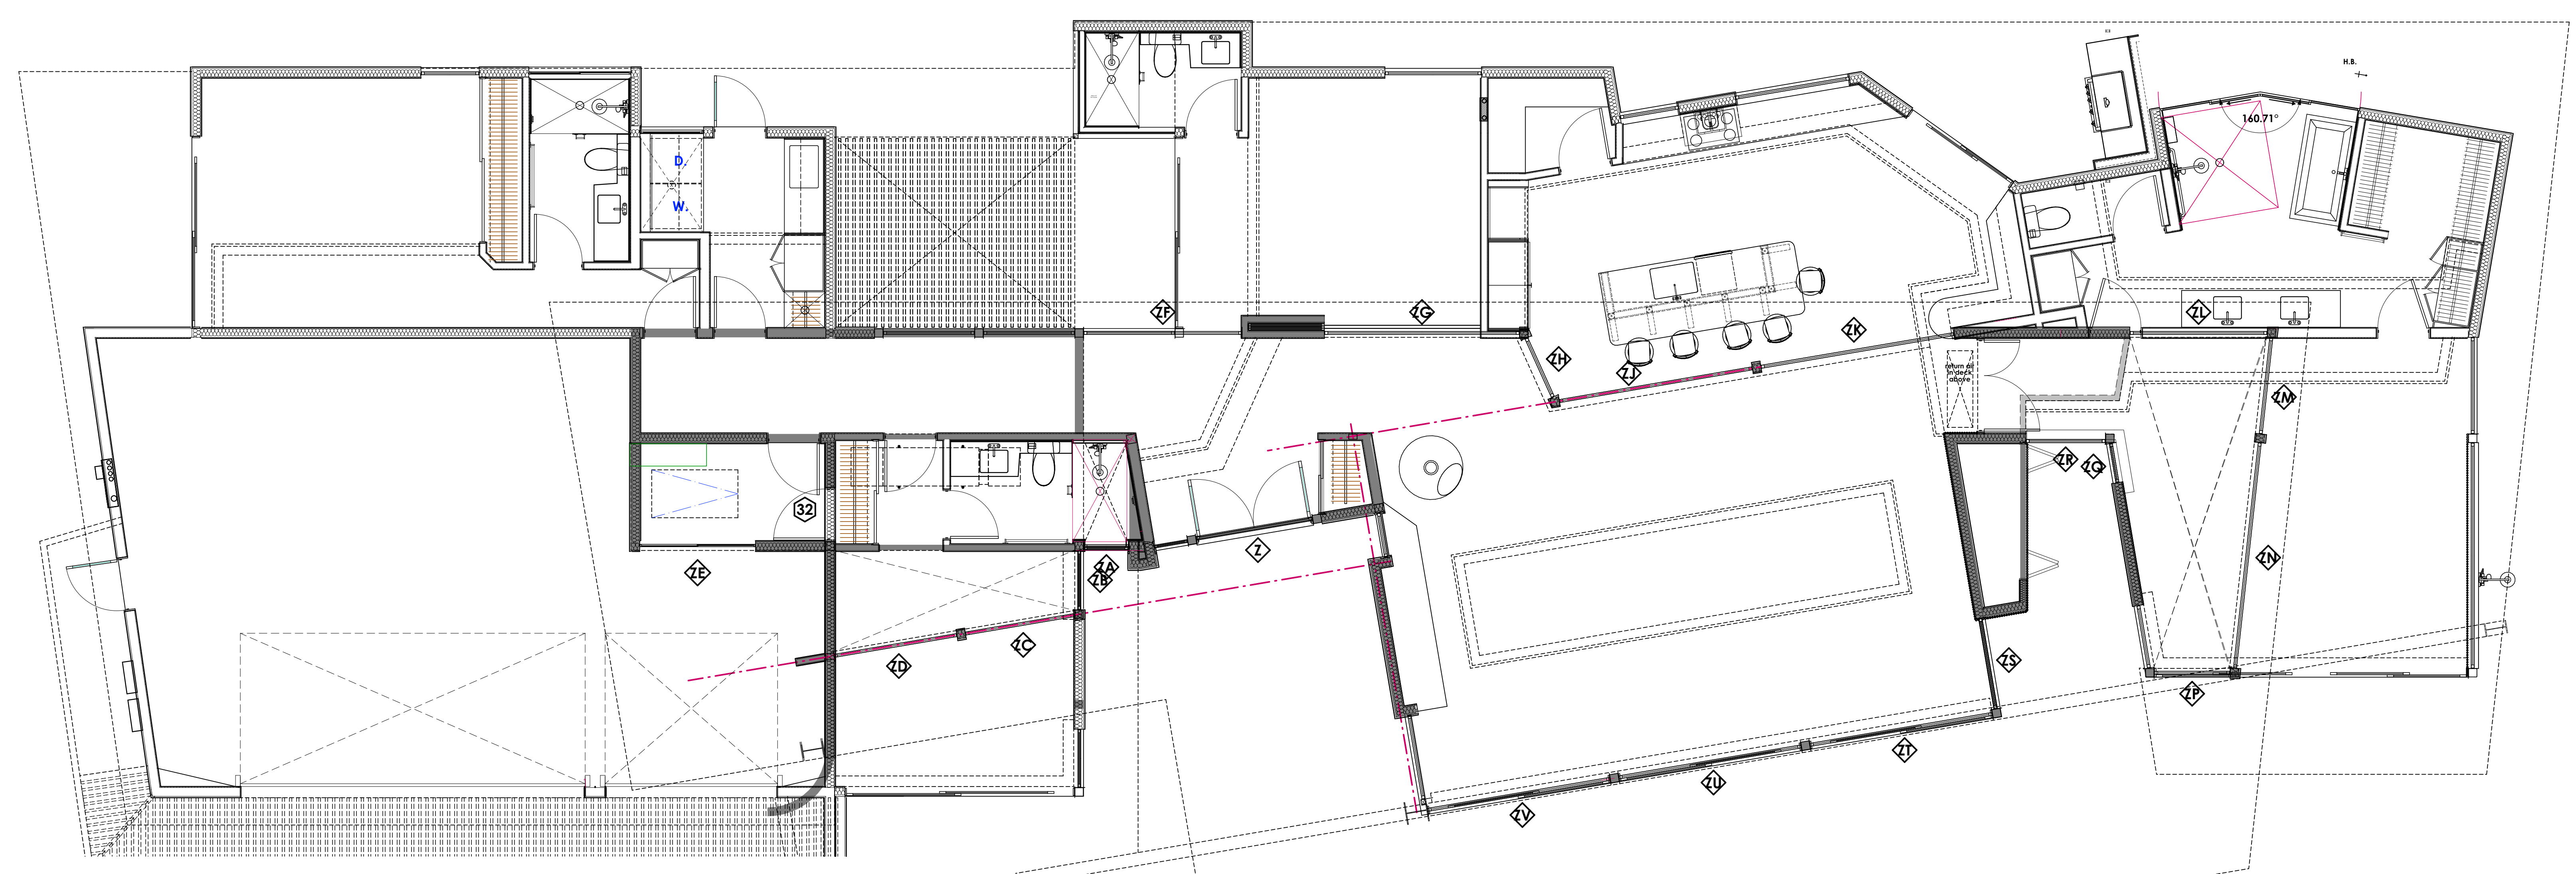 H.B.
160.71°
D.
W.
ZF
ZG
ZL
ZK
ZH
ZJ
return air
in deck
above
ZM
ZR
ZQ
32
Z
ZN
ZA
ZB
ZE
ZC
ZD
ZS
ZP
ZT
ZU
ZV